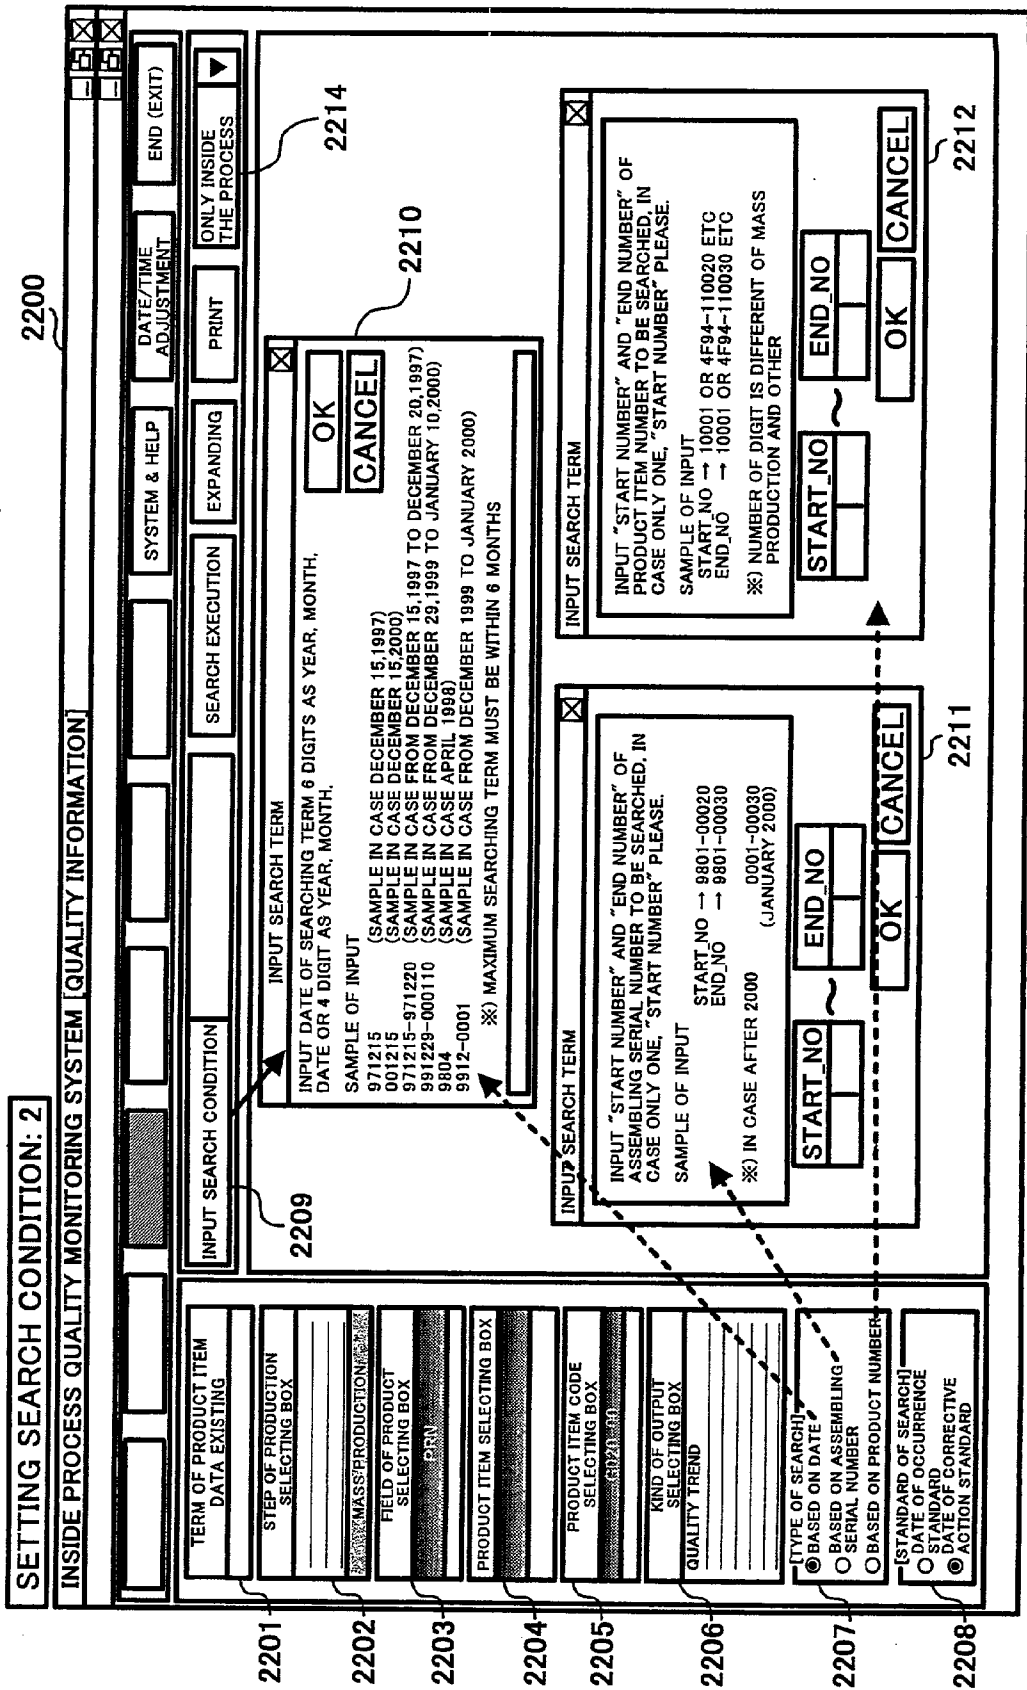 SETTING SEARCH CONDITION: 2
2200
INSIDE PROCESS QUALITY MONITORING SYSTEM [QUALITY INFORMATION]
SYSTEM & HELP
DATE/TIME
ADJUSTMENT
END (EXIT)
INPUT SEARCH CONDITION
SEARCH EXECUTION
EXPANDING
PRINT
ONLY INSIDE
THE PROCESS
2209
2214
2201
TERM OF PRODUCT ITEM
DATA EXISTING
2202
STEP OF PRODUCTION
SELECTING BOX
MASS PRODUCTION
2203
FIELD OF PRODUCT
SELECTING BOX
PRN
2204
PRODUCT ITEM SELECTING BOX
2205
PRODUCT ITEM CODE
SELECTING BOX
2206
KIND OF OUTPUT
SELECTING BOX
QUALITY TREND
2207
[TYPE OF SEARCH]
BASED ON DATE
BASED ON ASSEMBLING
SERIAL NUMBER
BASED ON PRODUCT NUMBER
2208
[STANDARD OF SEARCH]
DATE OF OCCURRENCE
STANDARD
DATE OF CORRECTIVE
ACTION STANDARD
2210
INPUT SEARCH TERM
INPUT DATE OF SEARCHING TERM 6 DIGITS AS YEAR, MONTH,
DATE OR 4 DIGIT AS YEAR, MONTH.
OK
CANCEL
SAMPLE OF INPUT
971215 (SAMPLE IN CASE DECEMBER 15,1997)
001215 (SAMPLE IN CASE DECEMBER 15,2000)
971215-971220 (SAMPLE IN CASE FROM DECEMBER 15,1997 TO DECEMBER 20,1997)
991229-000110 (SAMPLE IN CASE FROM DECEMBER 29,1999 TO JANUARY 10,2000)
9804 (SAMPLE IN CASE APRIL 1998)
9912-0001 (SAMPLE IN CASE FROM DECEMBER 1999 TO JANUARY 2000)
※) MAXIMUM SEARCHING TERM MUST BE WITHIN 6 MONTHS
2211
INPUT SEARCH TERM
INPUT "START NUMBER" AND "END NUMBER" OF
ASSEMBLING SERIAL NUMBER TO BE SEARCHED. IN
CASE ONLY ONE, "START NUMBER" PLEASE.
SAMPLE OF INPUT
START_NO → 9801-00020
END_NO → 9801-00030
※) IN CASE AFTER 2000 0001-00030
(JANUARY 2000)
START_NO ~ END_NO
OK CANCEL
2212
INPUT SEARCH TERM
INPUT "START NUMBER" AND "END NUMBER" OF
PRODUCT ITEM NUMBER TO BE SEARCHED. IN
CASE ONLY ONE, "START NUMBER" PLEASE.
SAMPLE OF INPUT
START_NO → 10001 OR 4F94-110020 ETC
END_NO → 10001 OR 4F94-110030 ETC
※) NUMBER OF DIGIT IS DIFFERENT OF MASS
PRODUCTION AND OTHER
START_NO ~ END_NO
OK CANCEL